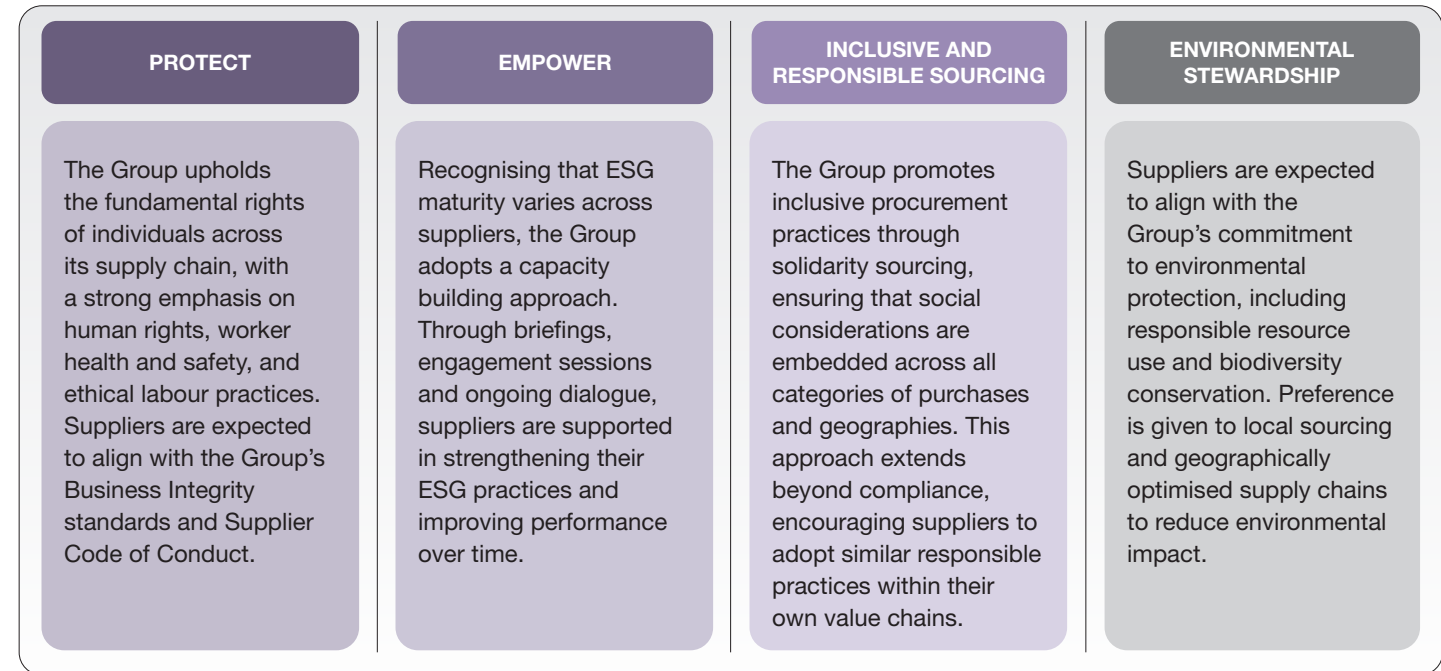 PROTECT
The Group upholds
the fundamental rights
of individuals across
its supply chain, with
a strong emphasis on
human rights, worker
health and safety, and
ethical labour practices.
Suppliers are expected
to align with the Group's
Business Integrity
standards and Supplier
Code of Conduct.
EMPOWER
Recognising that ESG
maturity varies across
suppliers, the Group
adopts a capacity
building approach.
Through briefings,
engagement sessions
and ongoing dialogue,
suppliers are supported
in strengthening their
ESG practices and
improving performance
over time.
INCLUSIVE AND
RESPONSIBLE SOURCING
The Group promotes
inclusive procurement
practices through
solidarity sourcing,
ensuring that social
considerations are
embedded across all
categories of purchases
and geographies. This
approach extends
beyond compliance,
encouraging suppliers to
adopt similar responsible
practices within their
own value chains.
ENVIRONMENTAL
STEWARDSHIP
Suppliers are expected
to align with the
Group's commitment
to environmental
protection, including
responsible resource
use and biodiversity
conservation. Preference
is given to local sourcing
and geographically
optimised supply chains
to reduce environmental
impact.